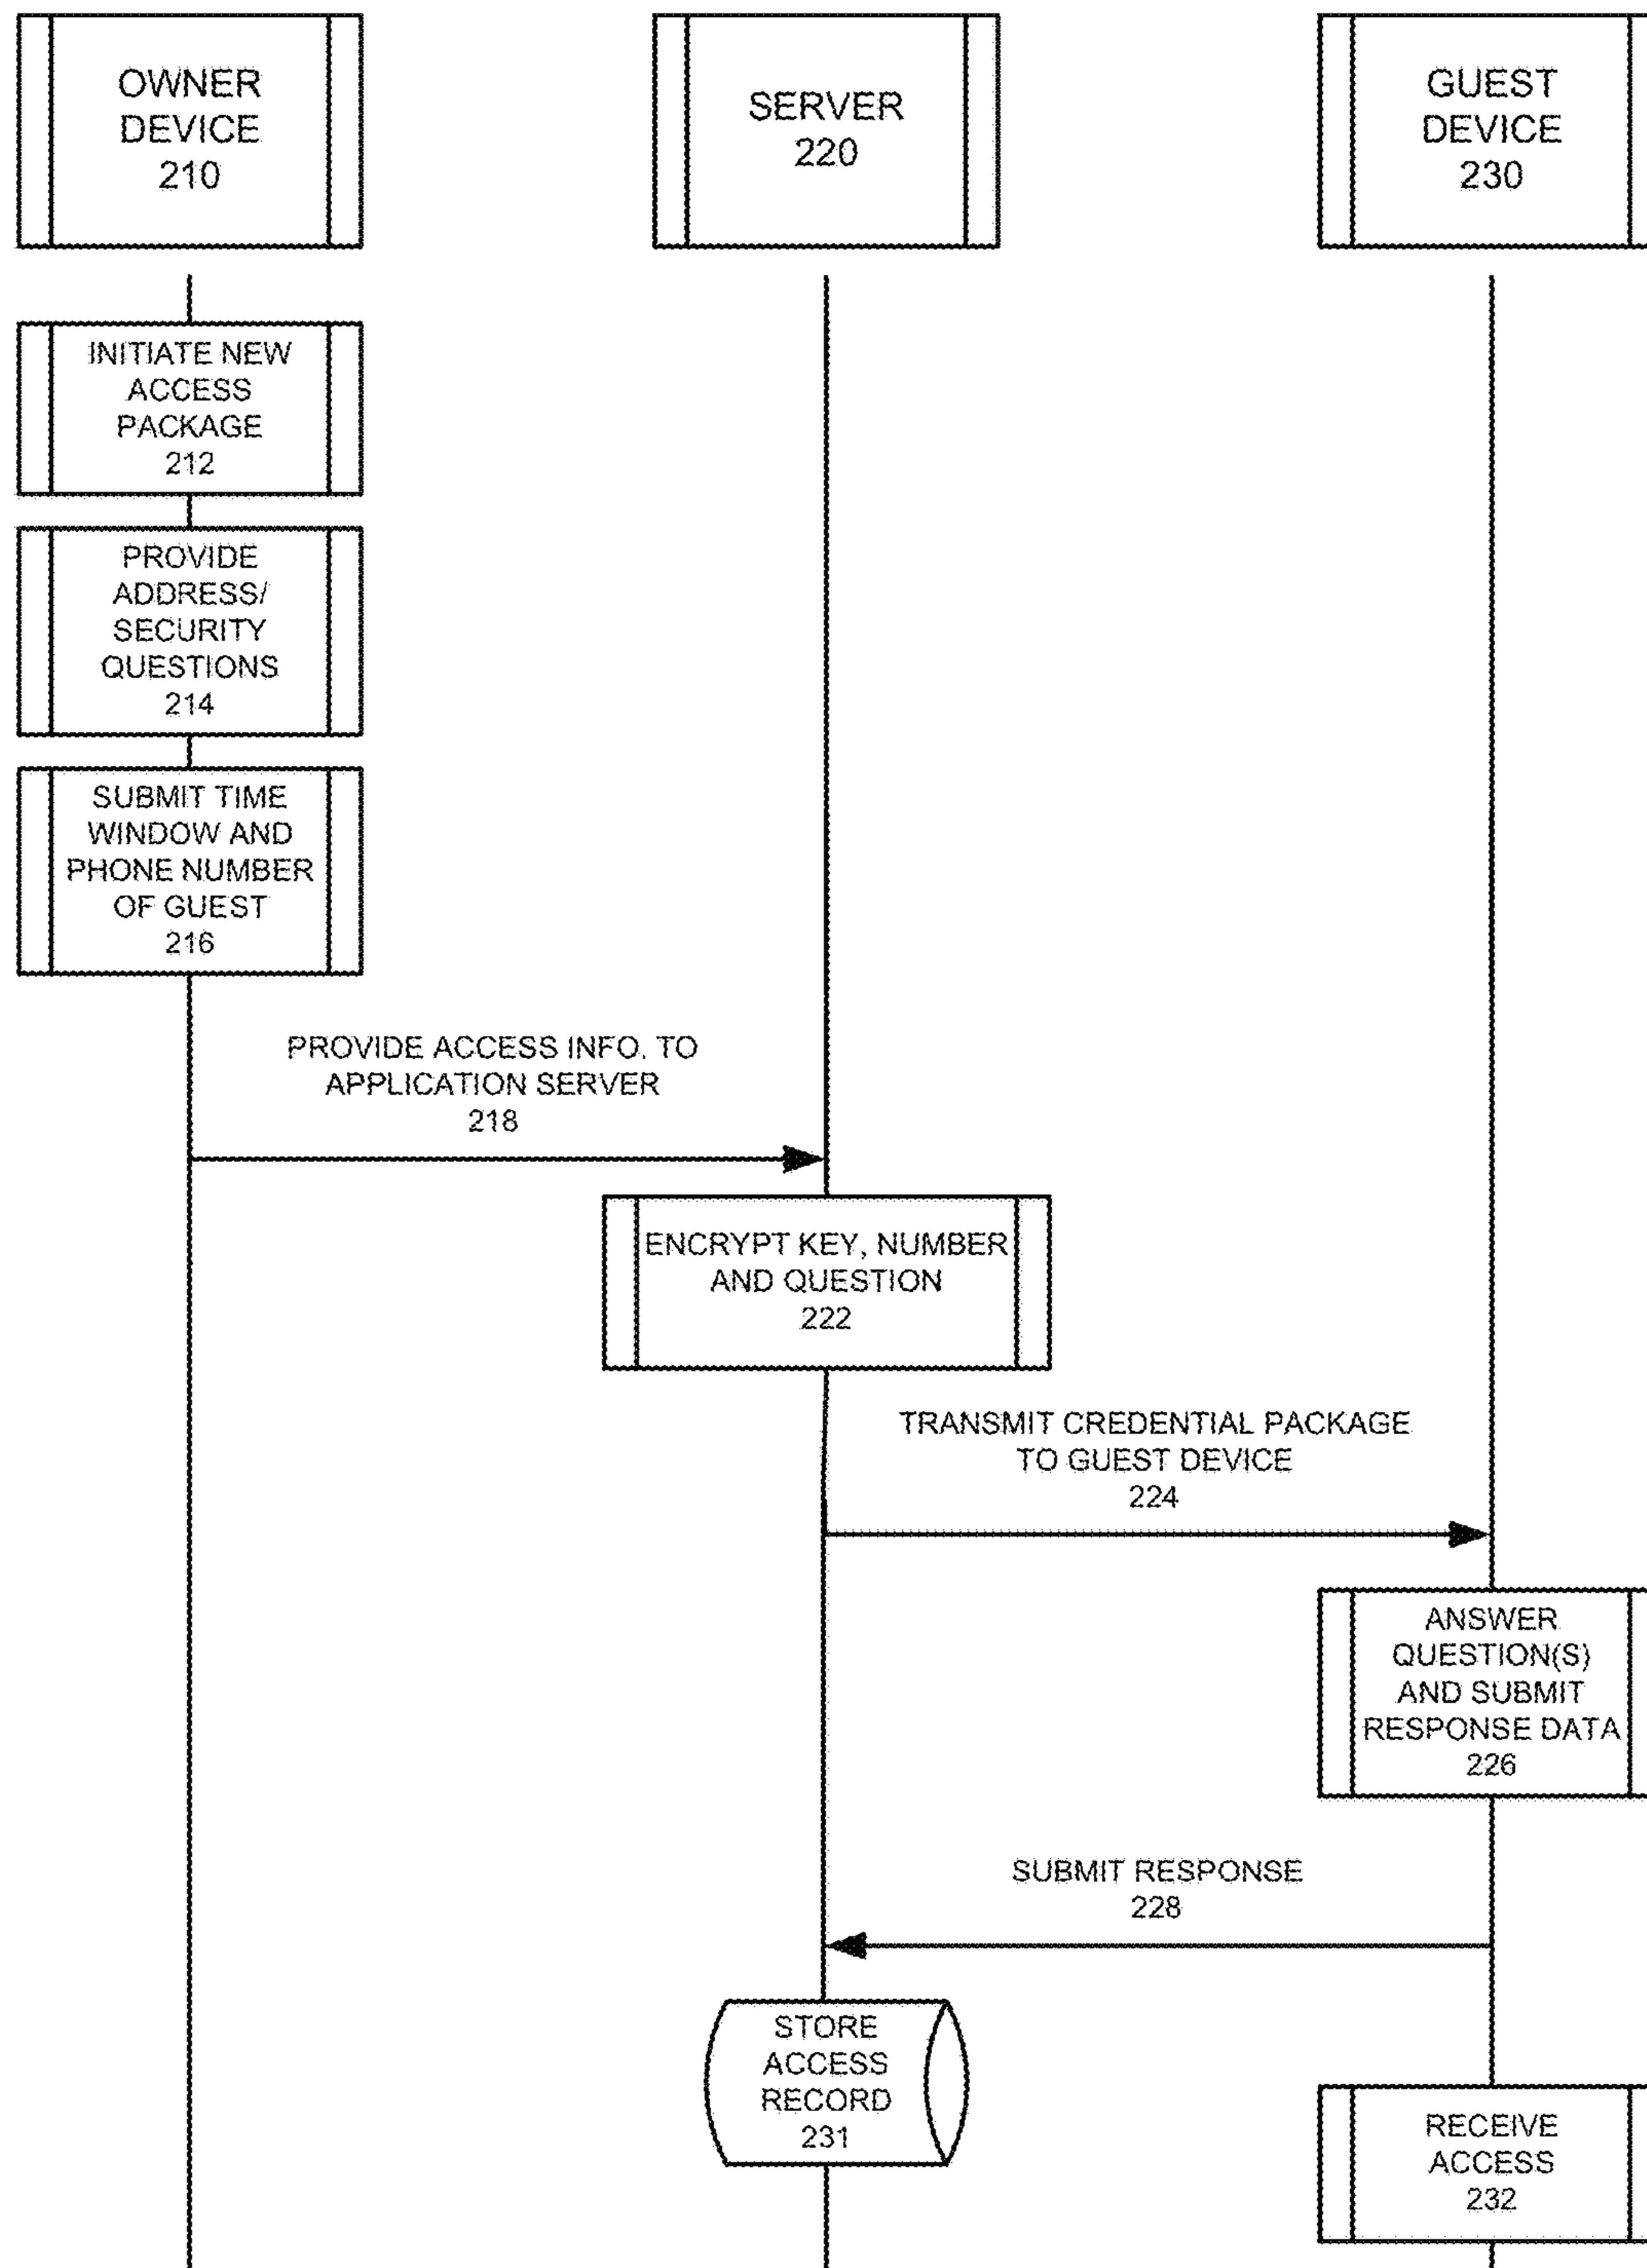 OWNER
DEVICE
210
SERVER
220
GUEST
DEVICE
230
INITIATE NEW
ACCESS
PACKAGE
212
PROVIDE
ADDRESS/
SECURITY
QUESTIONS
214
SUBMIT TIME
WINDOW AND
PHONE NUMBER
OF GUEST
216
PROVIDE ACCESS INFO. TO
APPLICATION SERVER
218
ENCRYPT KEY, NUMBER
AND QUESTION
222
TRANSMIT CREDENTIAL PACKAGE
TO GUEST DEVICE
224
ANSWER
QUESTION(S)
AND SUBMIT
RESPONSE DATA
226
SUBMIT RESPONSE
228
STORE
ACCESS
RECORD
231
RECEIVE
ACCESS
232